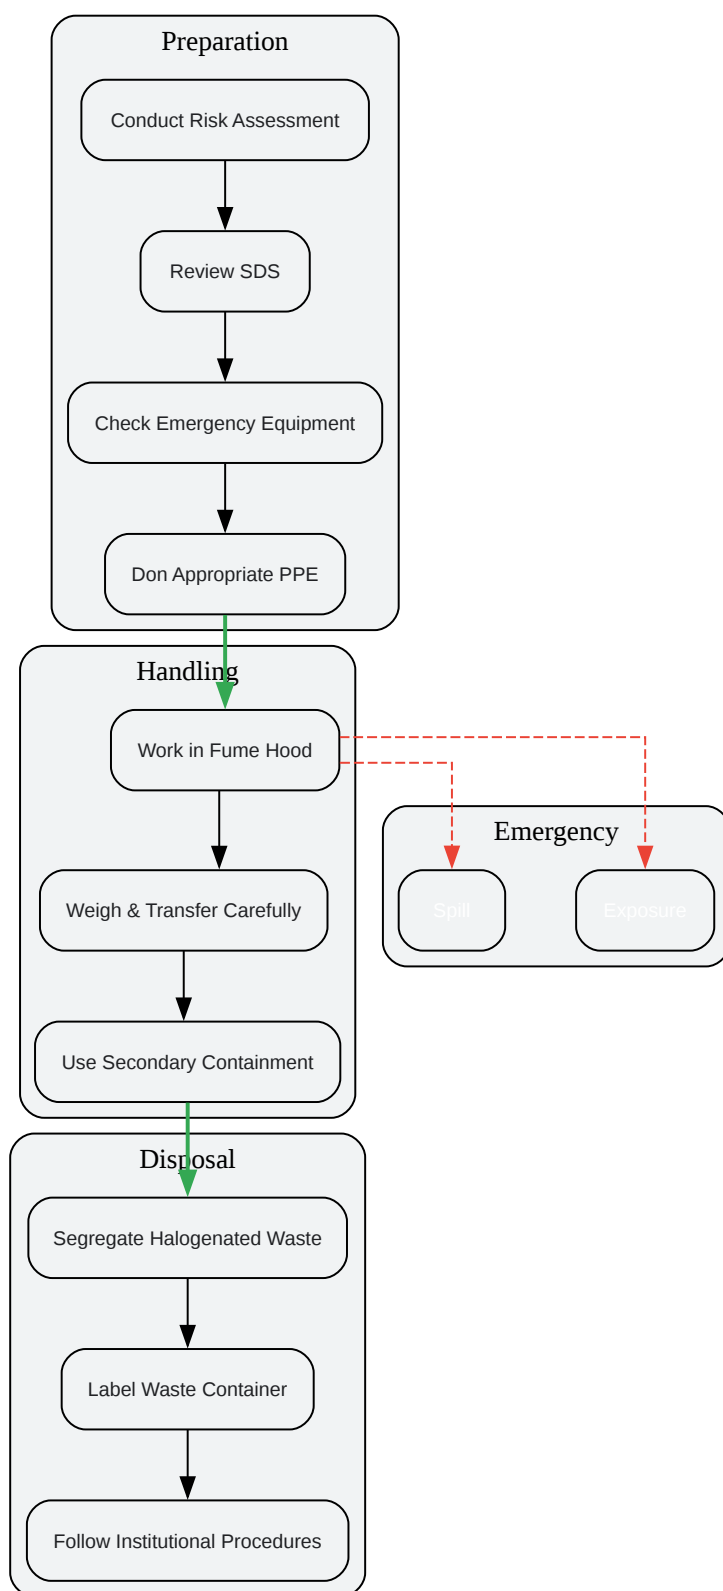 Preparation
Conduct Risk Assessment
Review SDS
Check Emergency Equipment
Don Appropriate PPE
Handling
Work in Fume Hood
Weigh & Transfer Carefully
Use Secondary Containment
Emergency
Spill
Exposure
Disposal
Segregate Halogenated Waste
Label Waste Container
Follow Institutional Procedures